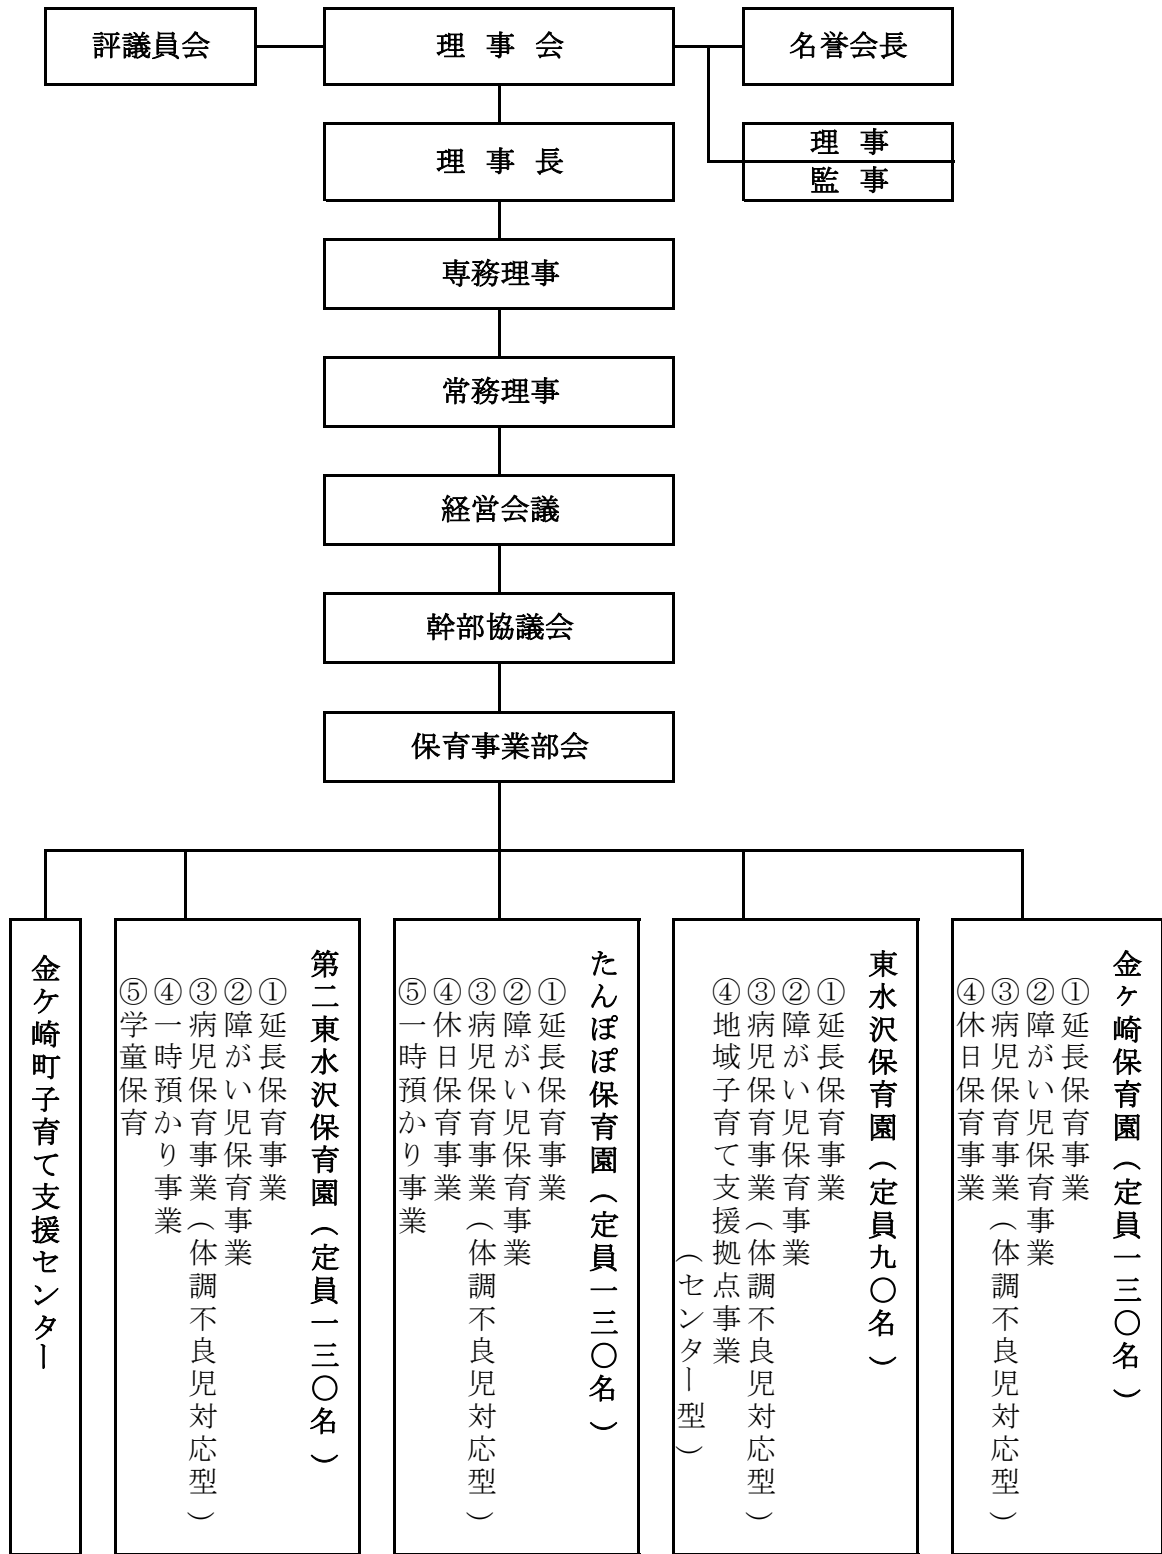 評議員会
理事会
名誉会長
理事
監事
理事長
専務理事
常務理事
経営会議
幹部協議会
保育事業部会
金ケ崎保育園（定員一三〇名）
①延長保育事業
②障がい児保育事業
③病児保育事業（体調不良児対応型）
④休日保育事業
東水沢保育園（定員九〇名）
①延長保育事業
②障がい児保育事業
③病児保育事業（体調不良児対応型）
④地域子育て支援拠点事業
（センター型）
たんぽぽ保育園（定員一三〇名）
①延長保育事業
②障がい児保育事業
③病児保育事業（体調不良児対応型）
④休日保育事業
⑤一時預かり事業
第二東水沢保育園（定員一三〇名）
①延長保育事業
②障がい児保育事業
③病児保育事業（体調不良児対応型）
④一時預かり事業
⑤学童保育
金ケ崎町子育て支援センター